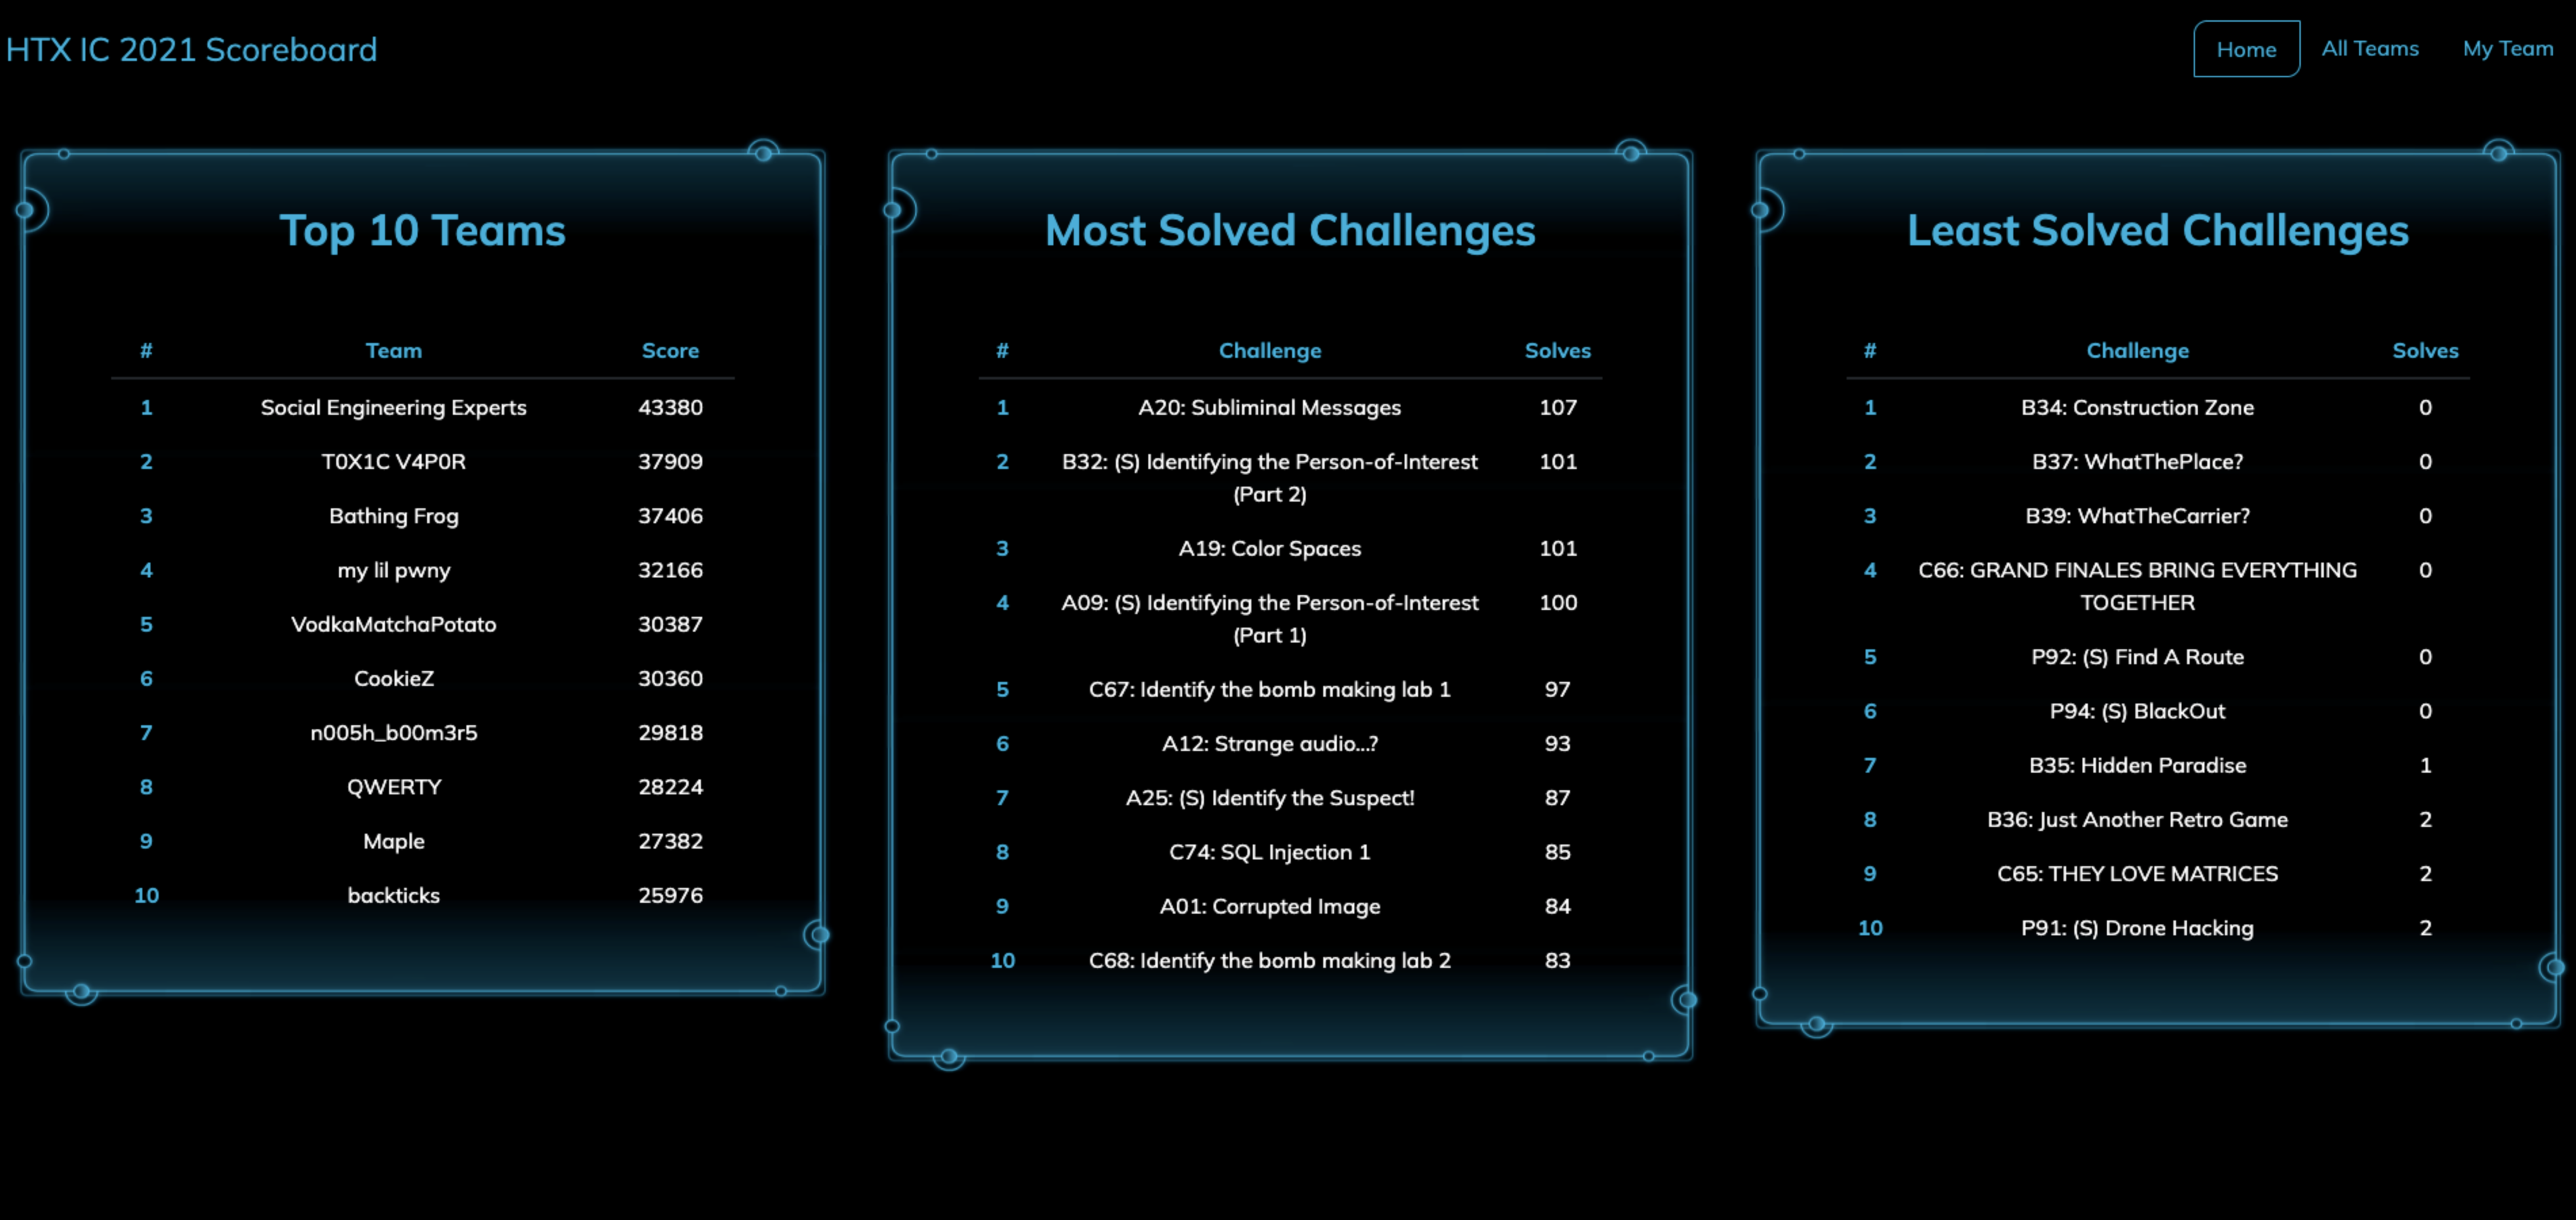 HTX IC 2021 Scoreboard
Home All Teams My Team
Top 10 Teams
# Team Score
1 Social Engineering Experts 43380
2 T0X1C V4P0R 37909
3 Bathing Frog 37406
4 my lil pwny 32166
5 VodkaMatchaPotato 30387
6 CookieZ 30360
7 n005h_b00m3r5 29818
8 QWERTY 28224
9 Maple 27382
10 backticks 25976
Most Solved Challenges
# Challenge Solves
1 A20: Subliminal Messages 107
2 B32: (S) Identifying the Person-of-Interest 101
(Part 2)
3 A19: Color Spaces 101
4 A09: (S) Identifying the Person-of-Interest 100
(Part 1)
5 C67: Identify the bomb making lab 1 97
6 A12: Strange audio...? 93
7 A25: (S) Identify the Suspect! 87
8 C74: SQL Injection 1 85
9 A01: Corrupted Image 84
10 C68: Identify the bomb making lab 2 83
Least Solved Challenges
# Challenge Solves
1 B34: Construction Zone 0
2 B37: WhatThePlace? 0
3 B39: WhatTheCarrier? 0
4 C66: GRAND FINALES BRING EVERYTHING 0
TOGETHER
5 P92: (S) Find A Route 0
6 P94: (S) BlackOut 0
7 B35: Hidden Paradise 1
8 B36: Just Another Retro Game 2
9 C65: THEY LOVE MATRICES 2
10 P91: (S) Drone Hacking 2